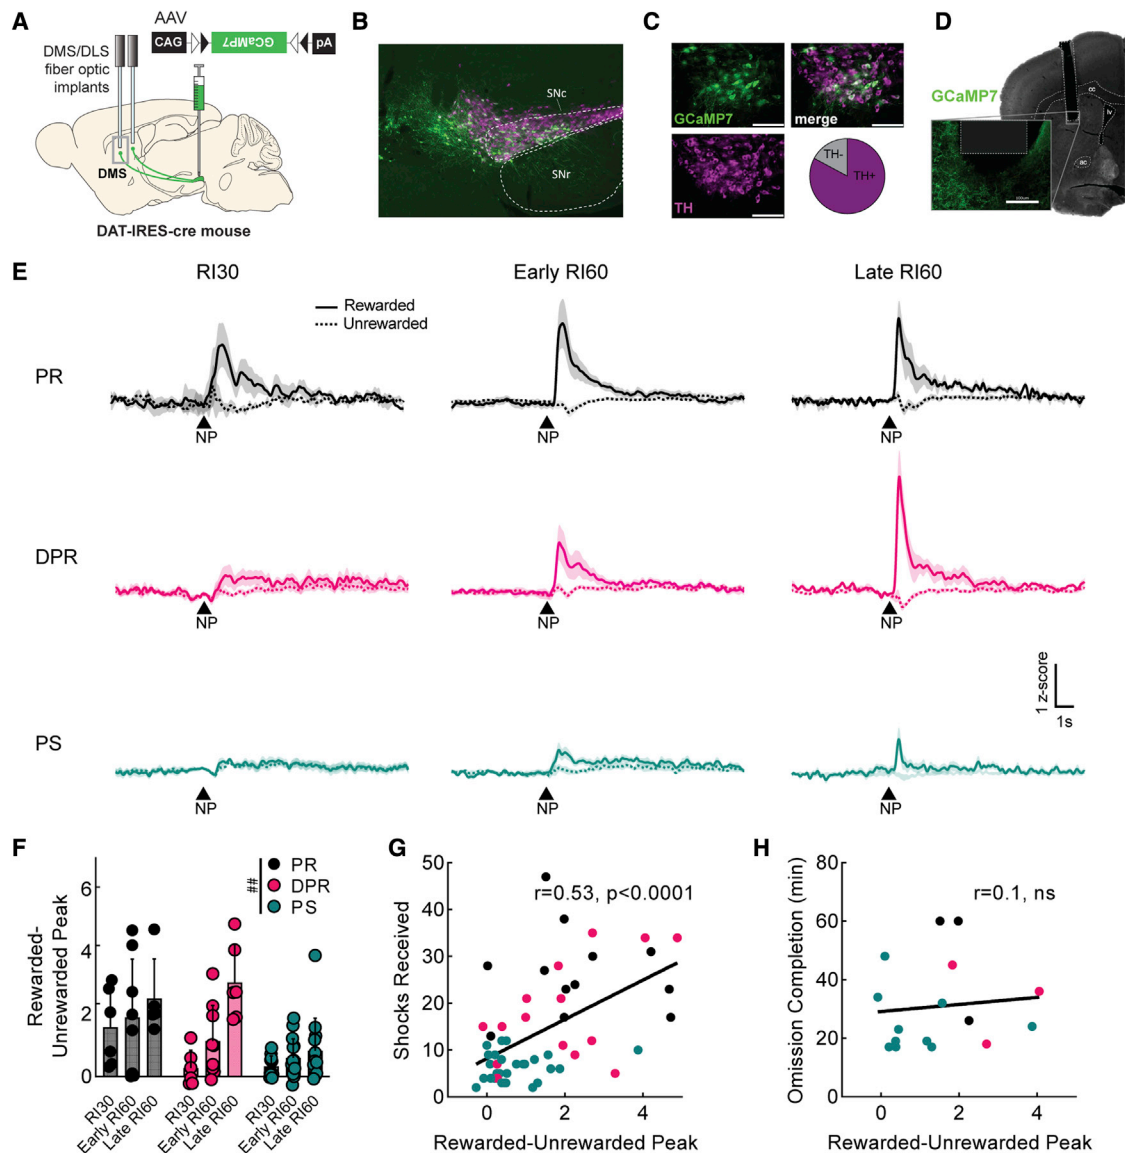 A
AAV
CAG
GCaMP7
pA
DMS/DLS
fiber optic
implants
DMS
DAT-IRES-cre mouse
B
SNc
SNr
C
GCaMP7
merge
TH
TH-
TH+
D
GCaMP7
cc
lv
ac
E
RI30
Early RI60
Late RI60
Rewarded
Unrewarded
PR
NP
NP
NP
DPR
NP
NP
NP
PS
NP
NP
NP
1 z-score
1s
F
Rewarded-
Unrewarded Peak
6
4
2
0
##
PR
DPR
PS
RI30
Early RI60
Late RI60
RI30
Early RI60
Late RI60
RI30
Early RI60
Late RI60
G
Shocks Received
50
40
30
20
10
0
r=0.53, p<0.0001
0
2
4
Rewarded-Unrewarded Peak
H
Omission Completion (min)
80
60
40
20
0
r=0.1, ns
0
2
4
Rewarded-Unrewarded Peak